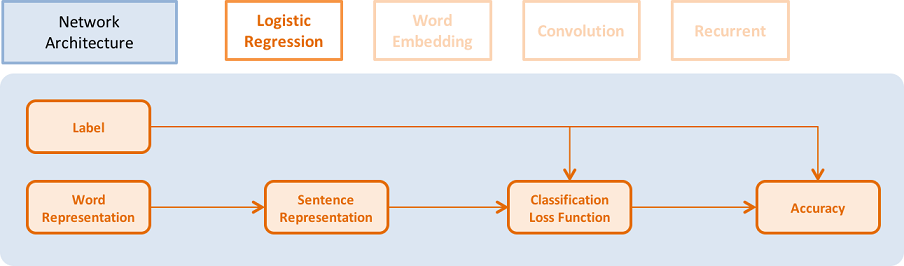 Network
Architecture
Logistic
Regression
Word
Embedding
Convolution
Recurrent
Label
Word
Representation
Sentence
Representation
Classification
Loss Function
Accuracy